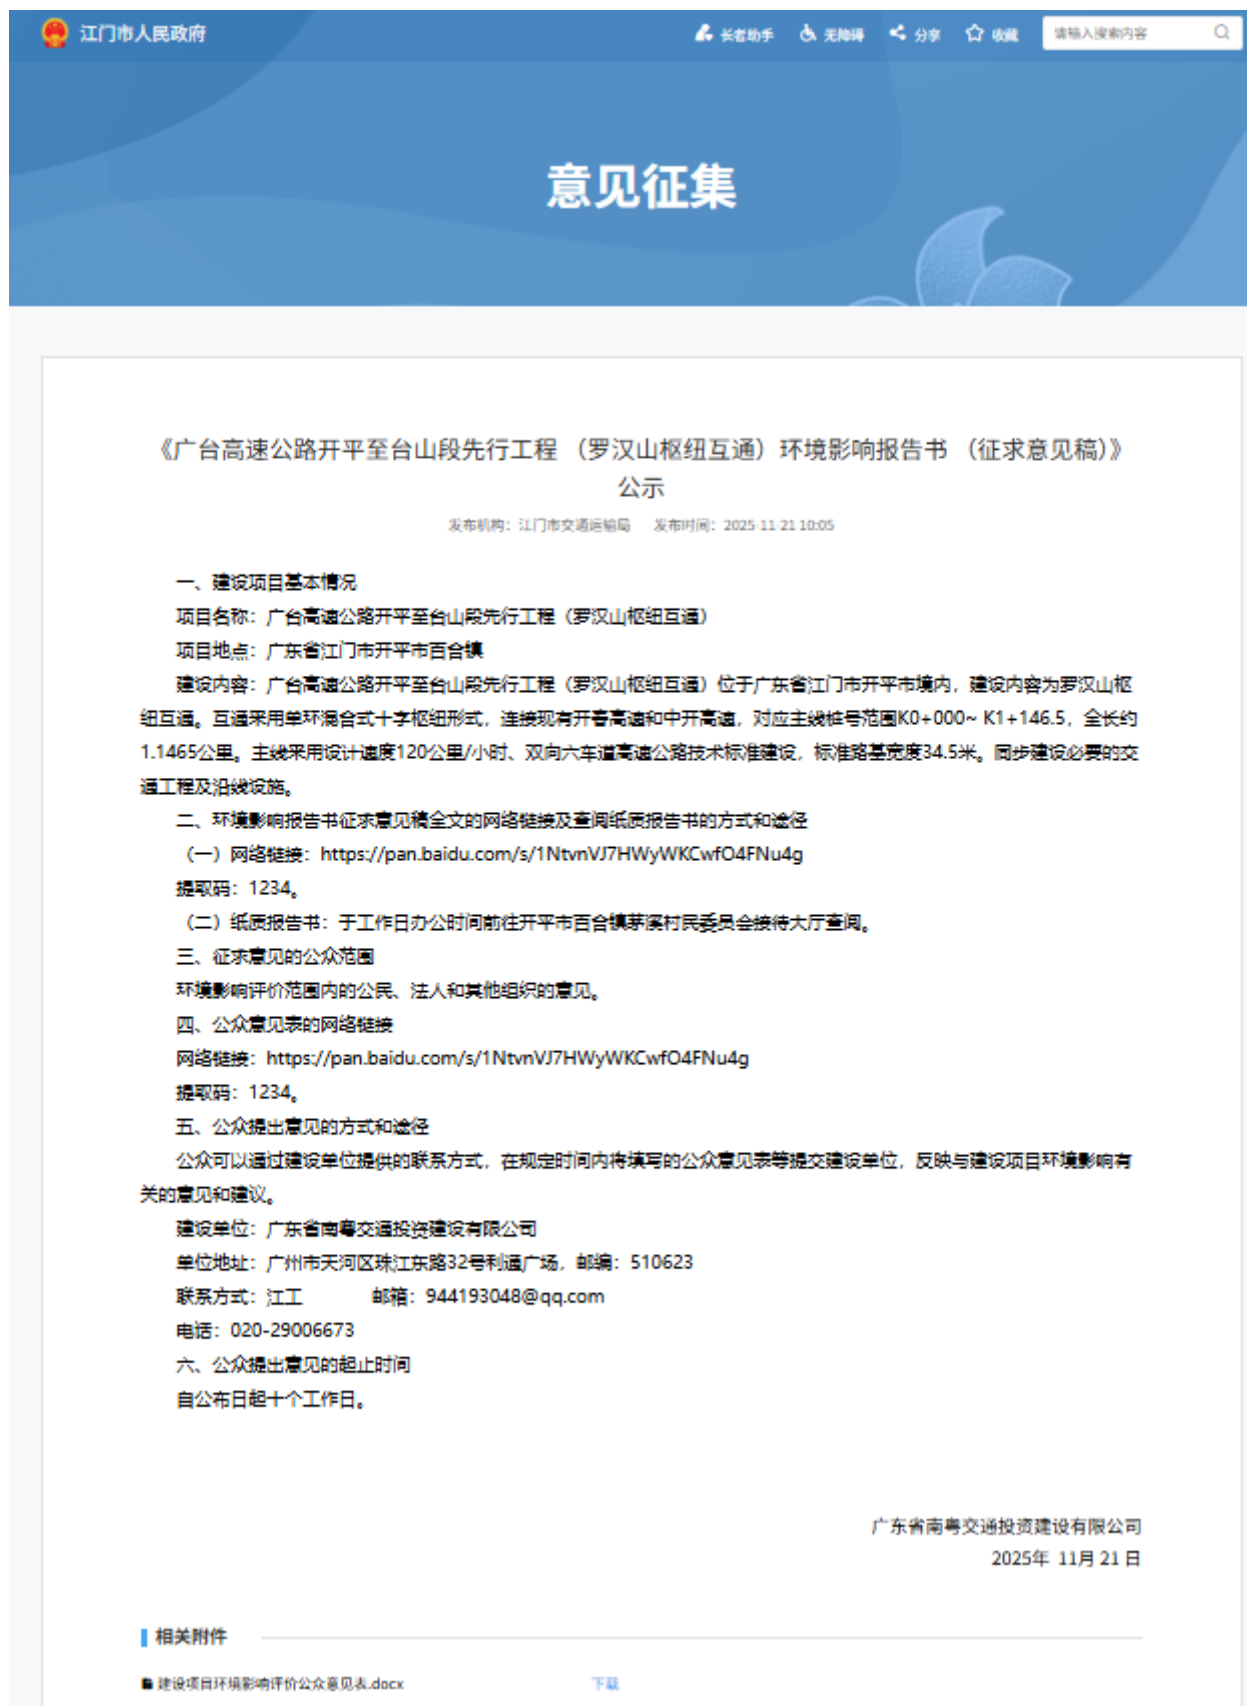 江门市人民政府 长者助手 无障碍 分享 收藏 请输入搜索内容
意见征集
《广台高速公路开平至台山段先行工程 （罗汉山枢纽互通）环境影响报告书 （征求意见稿）》
公示
发布机构：江门市交通运输局 发布时间：2025-11-21 10:05
一、建设项目基本情况
项目名称：广台高速公路开平至台山段先行工程（罗汉山枢纽互通）
项目地点：广东省江门市开平市百合镇
建设内容：广台高速公路开平至台山段先行工程（罗汉山枢纽互通）位于广东省江门市开平市境内，建设内容为罗汉山枢
纽互通。互通采用单环混合式十字枢纽形式，连接现有开春高速和中开高速，对应主线桩号范围K0+000~ K1+146.5，全长约
1.1465公里。主线采用设计速度120公里/小时、双向六车道高速公路技术标准建设，标准路基宽度34.5米。同步建设必要的交
通工程及沿线设施。
二、环境影响报告书征求意见稿全文的网络链接及查阅纸质报告书的方式和途径
（一）网络链接：https://pan.baidu.com/s/1NtvnVJ7HWyWKCwfO4FNu4g
提取码：1234。
（二）纸质报告书：于工作日办公时间前往开平市百合镇茅溪村民委员会接待大厅查阅。
三、征求意见的公众范围
环境影响评价范围内的公民、法人和其他组织的意见。
四、公众意见表的网络链接
网络链接：https://pan.baidu.com/s/1NtvnVJ7HWyWKCwfO4FNu4g
提取码：1234。
五、公众提出意见的方式和途径
公众可以通过建设单位提供的联系方式，在规定时间内将填写的公众意见表等提交建设单位，反映与建设项目环境影响有
关的意见和建议。
建设单位：广东省南粤交通投资建设有限公司
单位地址：广州市天河区珠江东路32号利通广场，邮编：510623
联系方式：江工 邮箱：944193048@qq.com
电话：020-29006673
六、公众提出意见的起止时间
自公布日起十个工作日。
广东省南粤交通投资建设有限公司
2025年 11月 21 日
相关附件
建设项目环境影响评价公众意见表.docx 下载